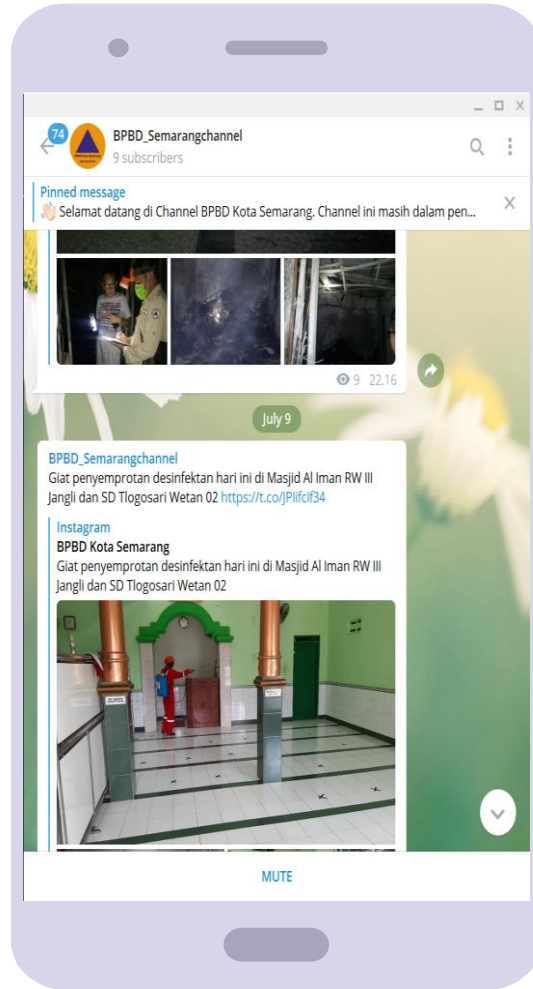 74
BPBD_Semarangchannel
9 subscribers
Pinned message
👋🏻 Selamat datang di Channel BPBD Kota Semarang. Channel ini masih dalam pen...
9 22.16
July 9
BPBD_Semarangchannel
Giat penyemprotan desinfektan hari ini di Masjid Al Iman RW III
Jangli dan SD Tlogosari Wetan 02 https://t.co/JPlifclf34
Instagram
BPBD Kota Semarang
Giat penyemprotan desinfektan hari ini di Masjid Al Iman RW III
Jangli dan SD Tlogosari Wetan 02
MUTE